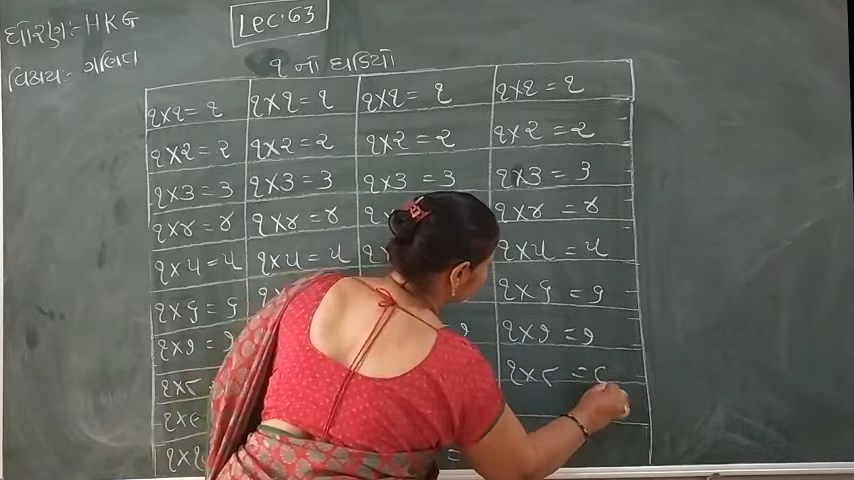 ધોરણ:- HKG
Lec:63
વિષય:- ગણિત
૧ નો ઘડિયો
૧×૧=૧ ૧×૧=૧ ૧×૧=૧ ૧×૧=૧
૧×૨=૨ ૧×૨=૨ ૧×૨=૨ ૧×૨=૨
૧×૩=૩ ૧×૩=૩ ૧×૩=૩ ૧×૩=૩
૧×૪=૪ ૧×૪=૪ ૧×૪=૪
૧×૫=૫ ૧×૫=૫ ૧×૫=૫
૧×૬=૬ ૧×૬=૬
૧×૭=૭ ૧×૭=૭
૧×૮ ૧×૮=૮
૧×૯